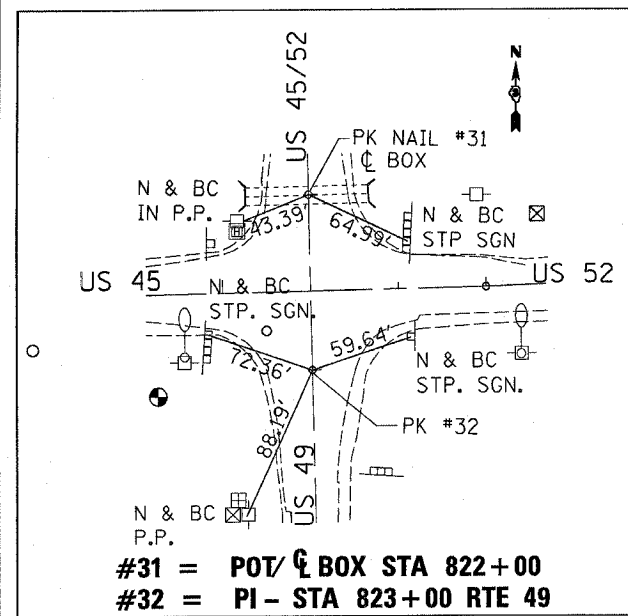 US 45/52
N
PK NAIL #31
℄ BOX
N & BC
IN P.P.
43.39'
64.99'
N & BC
STP SGN
US 45
N & BC
STP. SGN.
US 52
72.36'
59.64'
N & BC
STP. SGN.
PK #32
88.19'
US 49
N & BC
P.P.
#31 = POT/ ℄ BOX STA 822+00
#32 = PI - STA 823+00 RTE 49